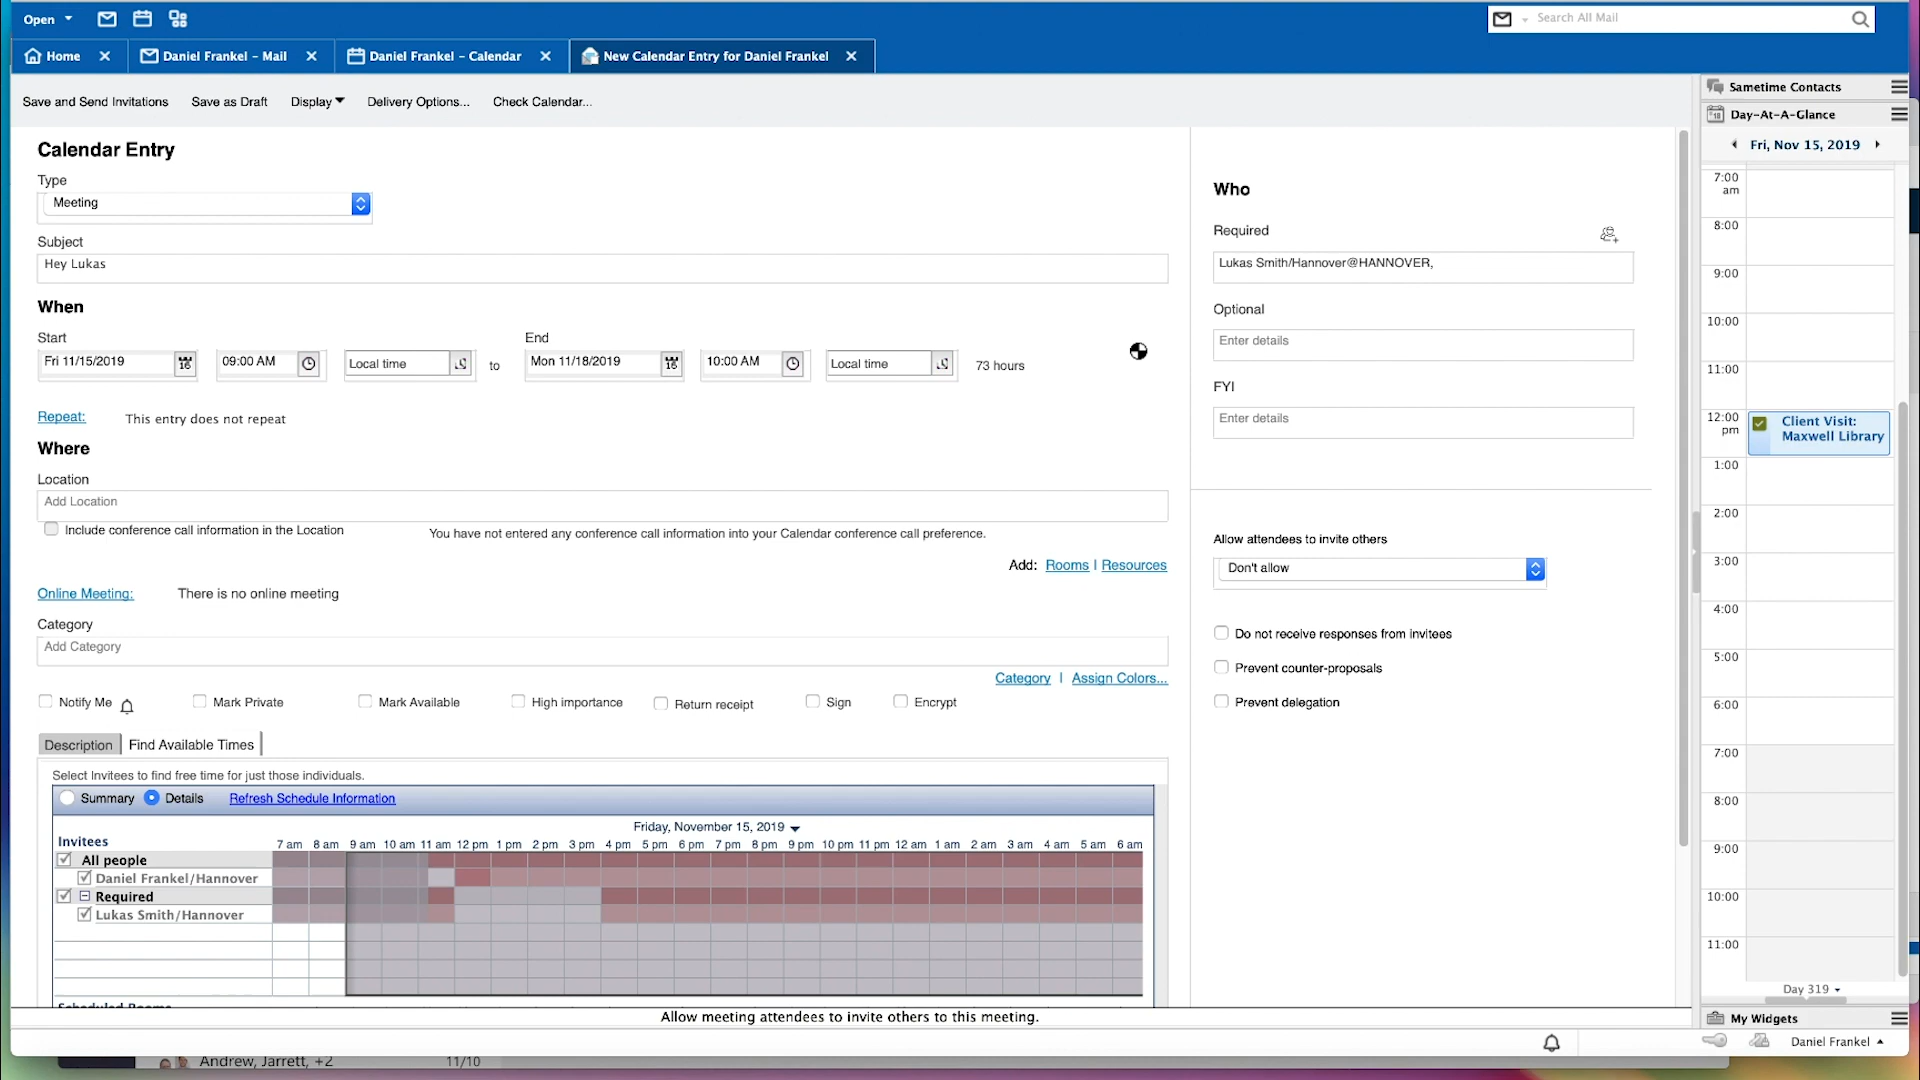 Open
Search All Mail
Home
Daniel Frankel – Mail
Daniel Frankel – Calendar
New Calendar Entry for Daniel Frankel
Save and Send Invitations
Save as Draft
Display
Delivery Options...
Check Calendar...
Sametime Contacts
Day-At-A-Glance
Fri, Nov 15, 2019
Calendar Entry
Type
Meeting
Subject
Hey Lukas
When
Start
End
Fri 11/15/2019
16
09:00 AM
Local time
to
Mon 11/18/2019
16
10:00 AM
Local time
73 hours
Repeat:
This entry does not repeat
Where
Location
Add Location
Include conference call information in the Location
You have not entered any conference call information into your Calendar conference call preference.
Add: Rooms | Resources
Online Meeting:
There is no online meeting
Category
Add Category
Category | Assign Colors...
Notify Me
Mark Private
Mark Available
High importance
Return receipt
Sign
Encrypt
Description
Find Available Times
Select Invitees to find free time for just those individuals.
Summary
Details
Refresh Schedule Information
Friday, November 15, 2019
Invitees
7 am 8 am 9 am 10 am 11 am 12 pm 1 pm 2 pm 3 pm 4 pm 5 pm 6 pm 7 pm 8 pm 9 pm 10 pm 11 pm 12 am 1 am 2 am 3 am 4 am 5 am 6 am
All people
Daniel Frankel/Hannover
Required
Lukas Smith/Hannover
Scheduled Rooms
Allow meeting attendees to invite others to this meeting.
Who
Required
Lukas Smith/Hannover@HANNOVER,
Optional
Enter details
FYI
Enter details
Allow attendees to invite others
Don't allow
Do not receive responses from invitees
Prevent counter-proposals
Prevent delegation
7:00
am
8:00
9:00
10:00
11:00
12:00
pm
Client Visit:
Maxwell Library
1:00
2:00
3:00
4:00
5:00
6:00
7:00
8:00
9:00
10:00
11:00
Day 319
My Widgets
Daniel Frankel
Andrew, Jarrett, +2
11/10